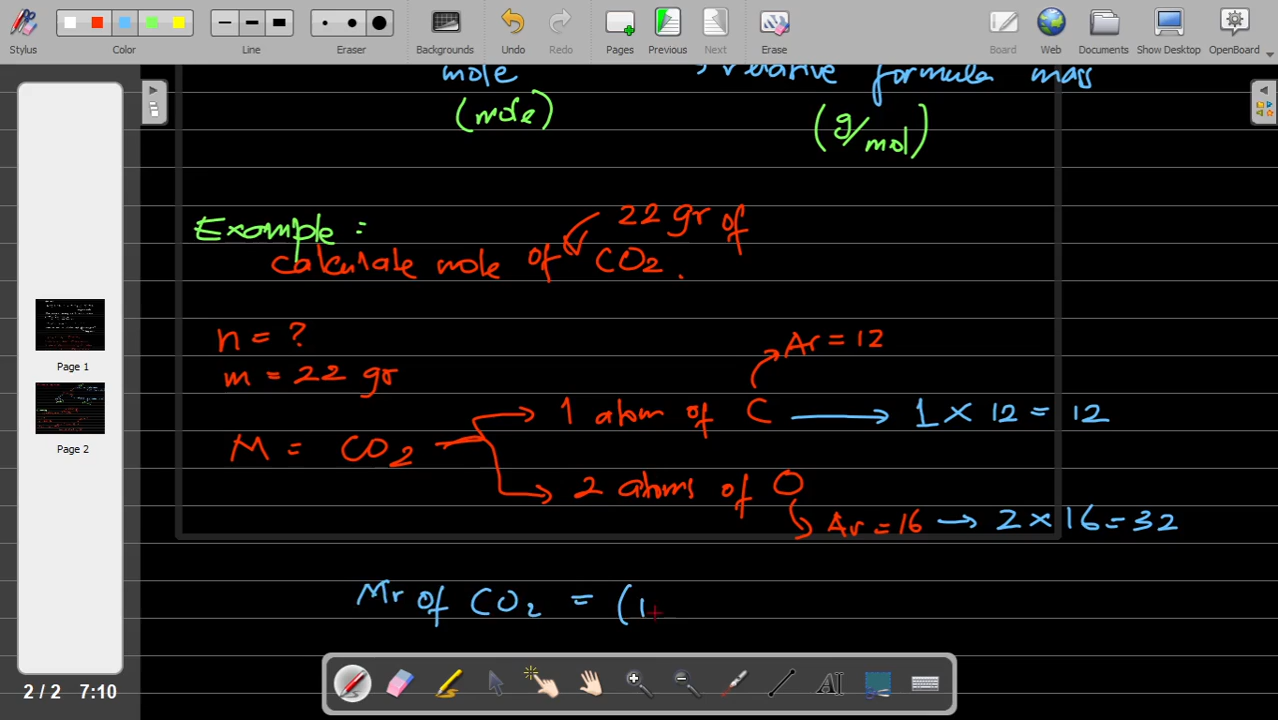 Stylus
Color
Line
Eraser
Backgrounds
Undo
Redo
Pages
Previous
Next
Erase
Board
Web
Documents
Show Desktop
OpenBoard
mole relative formula mass
(mole) (g/mol)
Example :
22 gr of
calculate mole of CO2.
n = ?
Ar = 12
m = 22 gr
1 atom of C → 1 × 12 = 12
M = CO2
2 atoms of O
Ar = 16 → 2 × 16 = 32
Mr of CO2 = (1
Page 1
Page 2
2 / 2 7:10